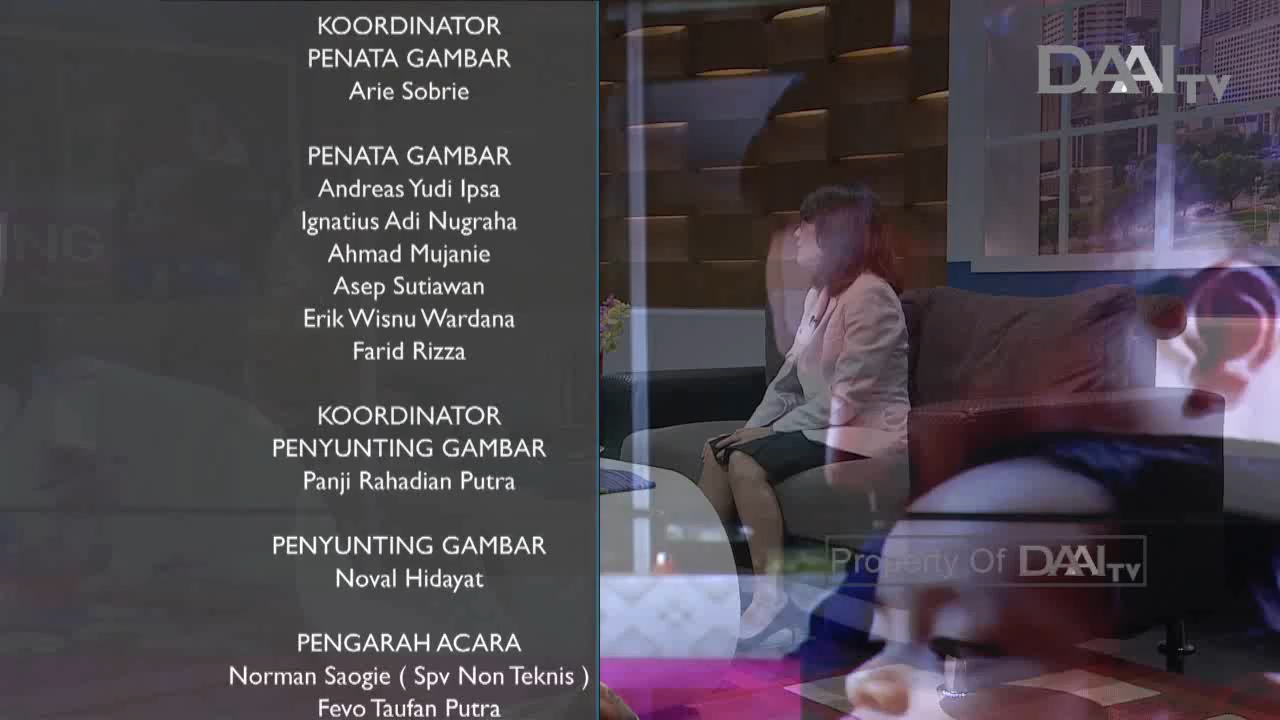 KOORDINATOR
PENATA GAMBAR
Arie Sobrie
PENATA GAMBAR
Andreas Yudi Ipsa
Ignatius Adi Nugraha
Ahmad Mujanie
Asep Sutiawan
Erik Wisnu Wardana
Farid Rizza
KOORDINATOR
PENYUNTING GAMBAR
Panji Rahadian Putra
PENYUNTING GAMBAR
Noval Hidayat
PENGARAH ACARA
Norman Saogie ( Spv Non Teknis )
Fevo Taufan Putra
DAAI TV
Property Of DAAI TV